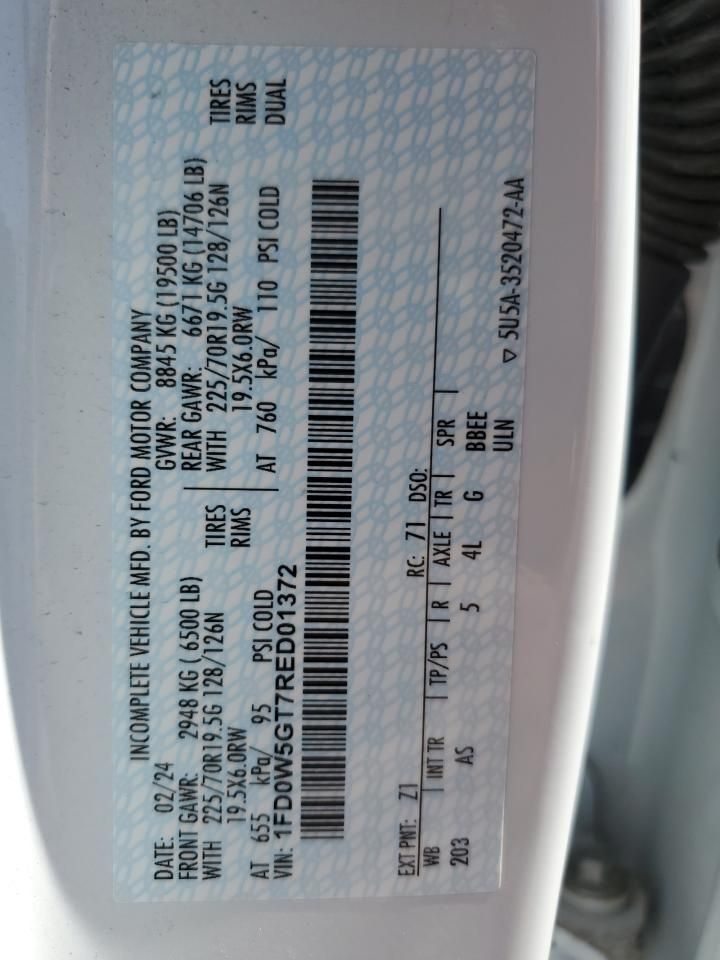 INCOMPLETE VEHICLE MFD. BY FORD MOTOR COMPANY
DATE: 02/24 GVWR: 8845 KG (19500 LB)
FRONT GAWR: 2948 KG ( 6500 LB) REAR GAWR: 6671 KG (14706 LB)
WITH 225/70R19.5G 128/126N TIRES WITH 225/70R19.5G 128/126N TIRES
19.5X6.0RW RIMS 19.5X6.0RW RIMS
AT 655 kPa/ 95 PSI COLD AT 760 kPa/ 110 PSI COLD DUAL
VIN: 1FD0W5GT7RED01372
EXT PNT: Z1 RC: 71 DSO:
WB | INT TR | TP/PS | R | AXLE | TR | SPR |
203 AS 5 4L G BBEE
ULN
▽ 5U5A-3520472-AA